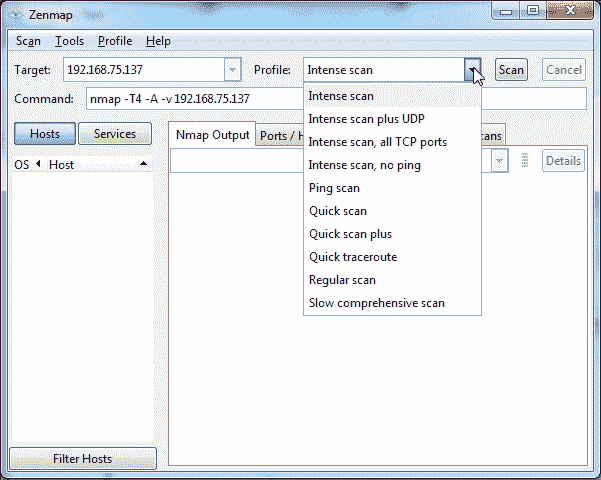 Zenmap
Scan Tools Profile Help
Target: 192.168.75.137 Profile: Intense scan Scan Cancel
Command: nmap -T4 -A -v 192.168.75.137
Hosts Services
Nmap Output Ports / H
OS Host
Details
Intense scan
Intense scan plus UDP
Intense scan, all TCP ports
Intense scan, no ping
Ping scan
Quick scan
Quick scan plus
Quick traceroute
Regular scan
Slow comprehensive scan
Filter Hosts